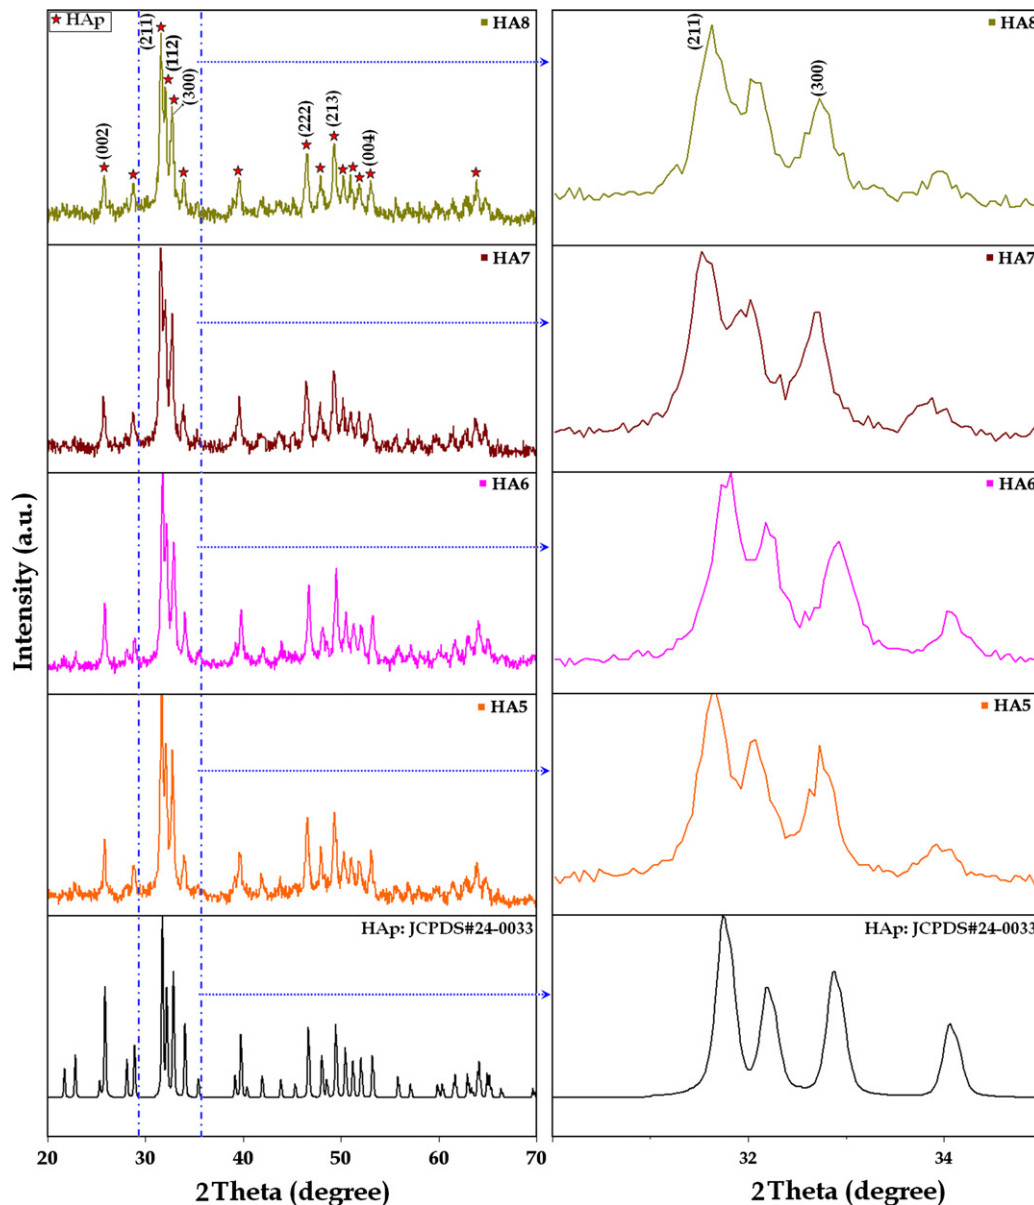 ★ HAp
(211)
(112)
(300)
(002)
(222)
(213)
(004)
HA8
(211)
(300)
HA8
HA7
HA7
HA6
HA6
HA5
HA5
HAp: JCPDS#24-0033
HAp: JCPDS#24-0033
Intensity (a.u.)
20 30 40 50 60 70
32 34
2Theta (degree)
2Theta (degree)